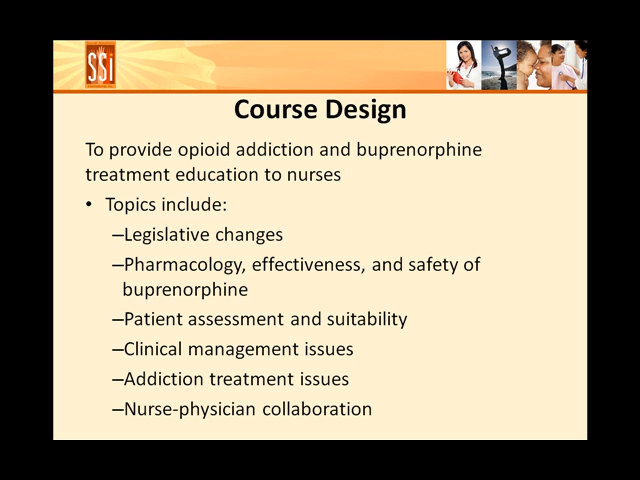 SSi
Course Design
To provide opioid addiction and buprenorphine
treatment education to nurses
• Topics include:
–Legislative changes
–Pharmacology, effectiveness, and safety of
buprenorphine
–Patient assessment and suitability
–Clinical management issues
–Addiction treatment issues
–Nurse-physician collaboration